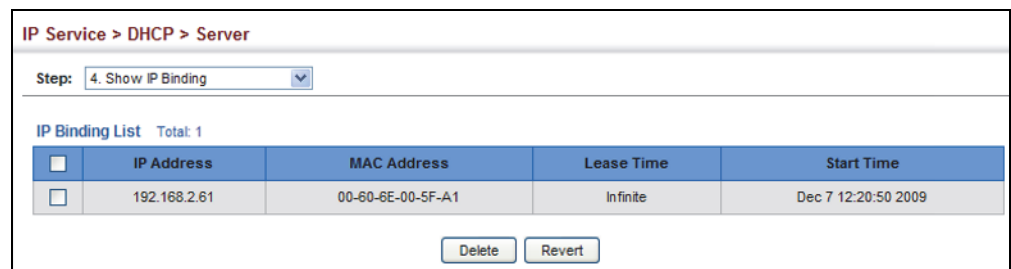 IP Service > DHCP > Server
Step: 4. Show IP Binding
IP Binding List Total: 1
IP Address MAC Address Lease Time Start Time
192.168.2.61 00-60-6E-00-5F-A1 Infinite Dec 7 12:20:50 2009
Delete Revert